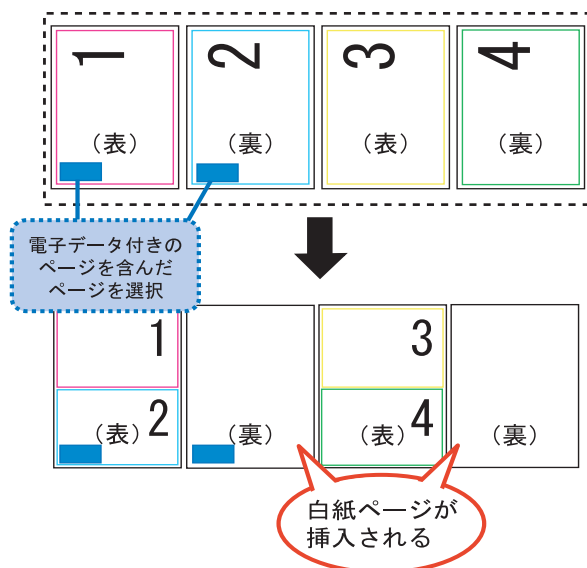 1 2 3 4
（表） （裏） （表） （裏）
電子データ付きの
ページを含んだ
ページを選択
1 3
2 （表） （裏） 4 （表） （裏）
白紙ページが
挿入される